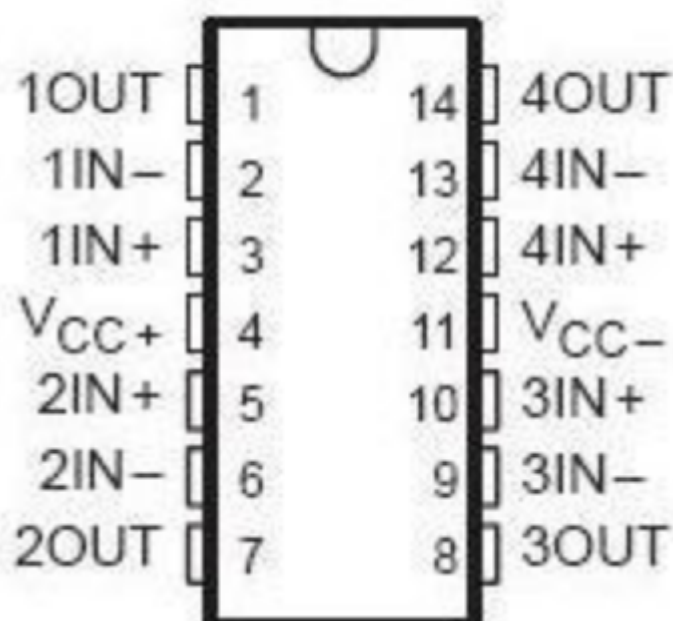 1OUT 1 14 4OUT
1IN− 2 13 4IN−
1IN+ 3 12 4IN+
VCC+ 4 11 VCC−
2IN+ 5 10 3IN+
2IN− 6 9 3IN−
2OUT 7 8 3OUT